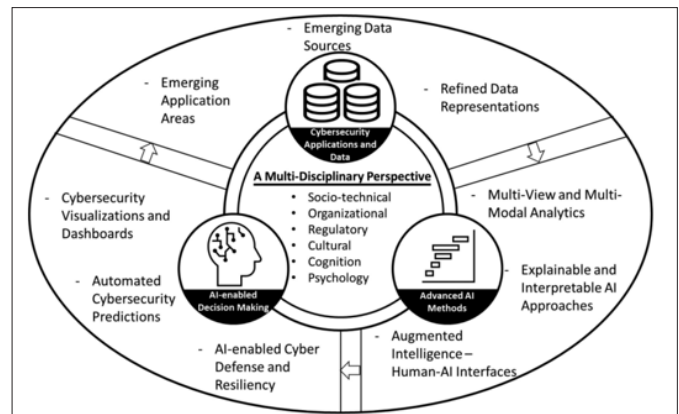 - Emerging Data
Sources
- Emerging
Application
Areas
- Refined Data
Representations
Cybersecurity
Applications and
Data
A Multi-Disciplinary Perspective
• Socio-technical
• Organizational
• Regulatory
• Cultural
• Cognition
• Psychology
- Cybersecurity
Visualizations and
Dashboards
- Multi-View and Multi-
Modal Analytics
AI-enabled
Decision Making
Advanced AI
Methods
- Automated
Cybersecurity
Predictions
- Explainable and
Interpretable AI
Approaches
- AI-enabled Cyber
Defense and
Resiliency
- Augmented
Intelligence –
Human-AI Interfaces